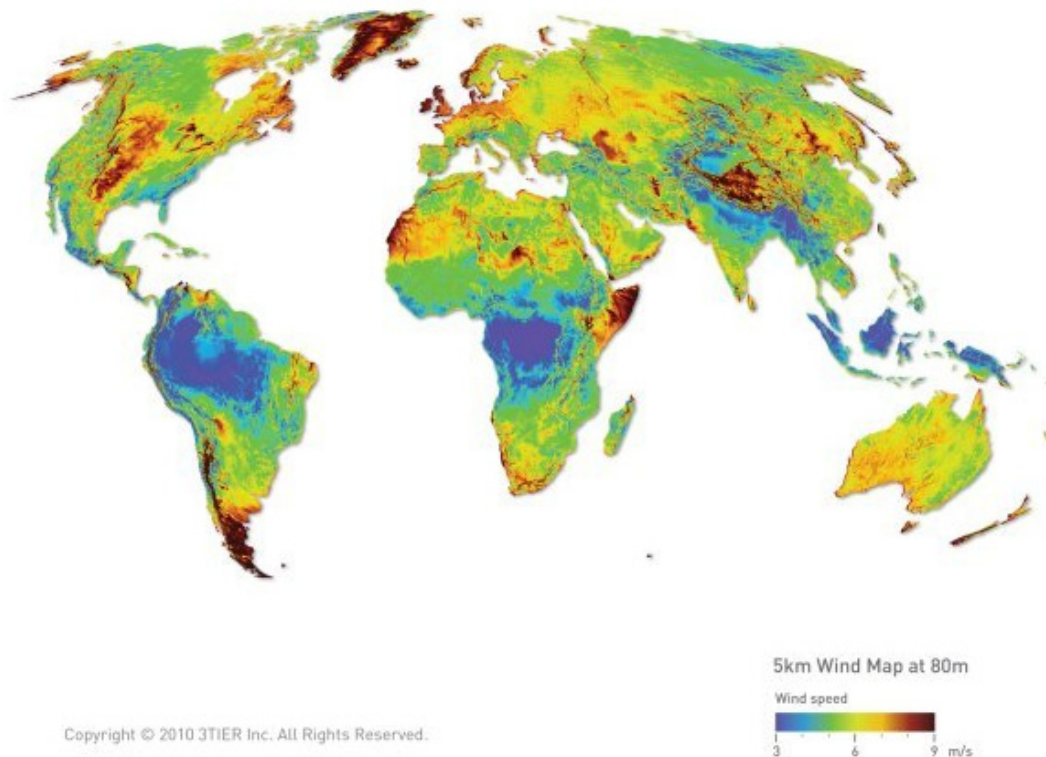 5km Wind Map at 80m
Wind speed
3 6 9 m/s
Copyright © 2010 3TIER Inc. All Rights Reserved.